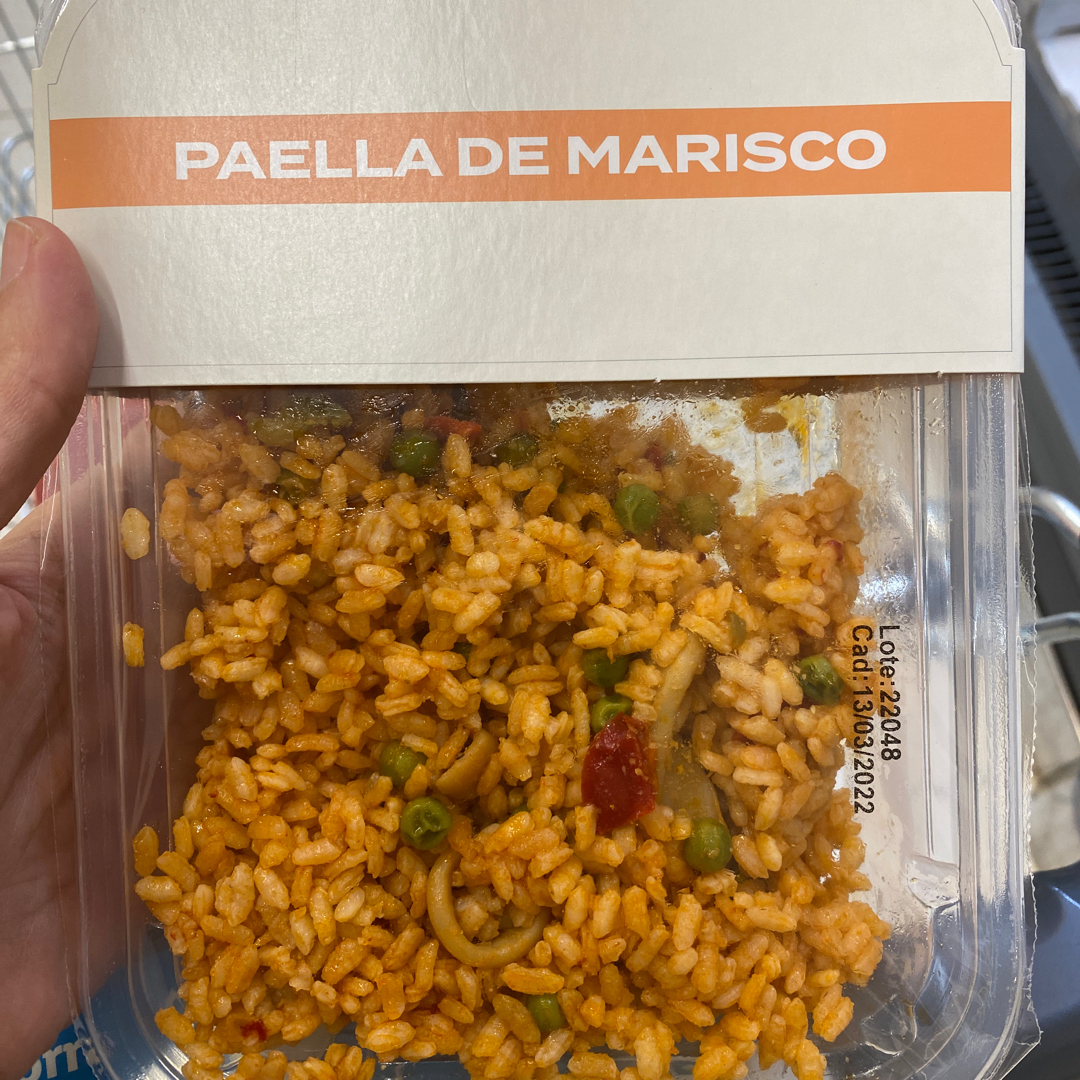 PAELLA DE MARISCO
Lote:22048
Cad:13/03/2022